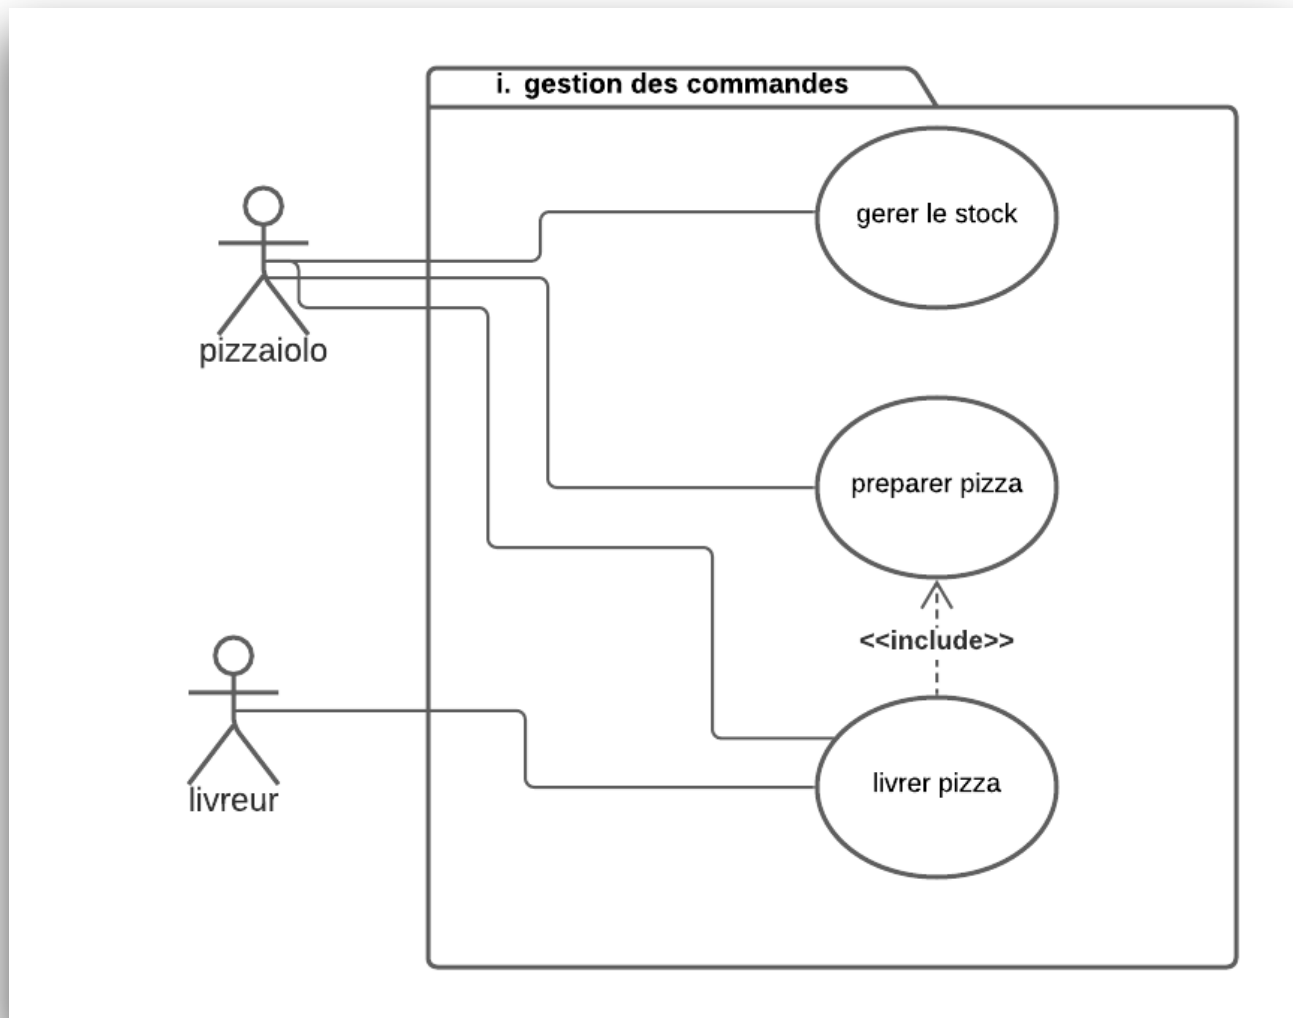 i. gestion des commandes
gerer le stock
pizzaiolo
preparer pizza
<<include>>
livrer pizza
livreur